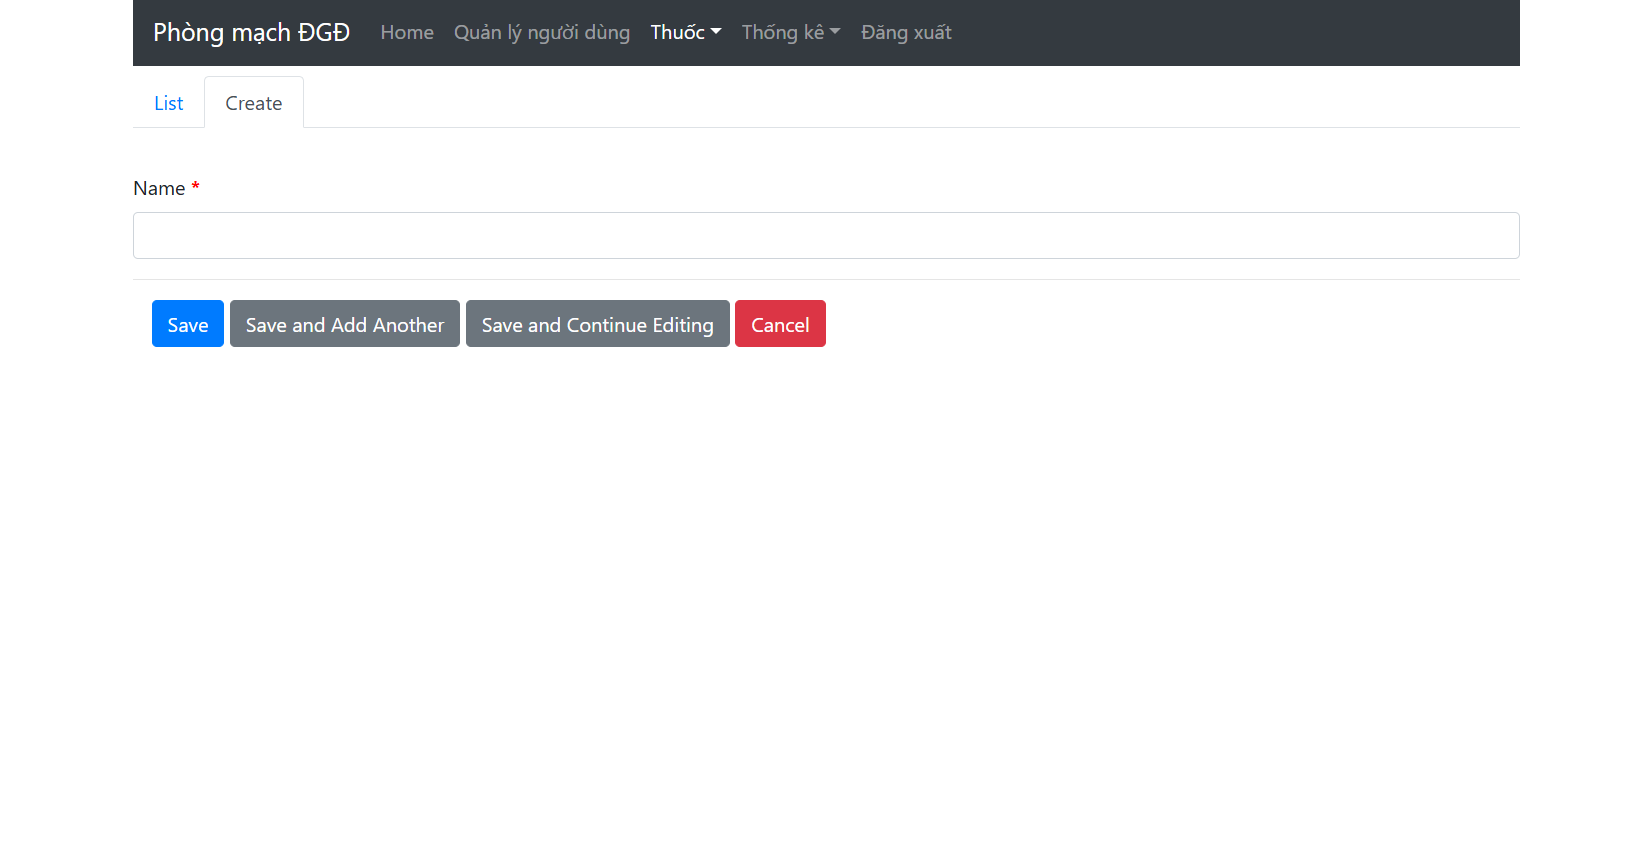 Phòng mạch ĐGĐ Home Quản lý người dùng Thuốc Thống kê Đăng xuất
List Create
Name *
Save Save and Add Another Save and Continue Editing Cancel